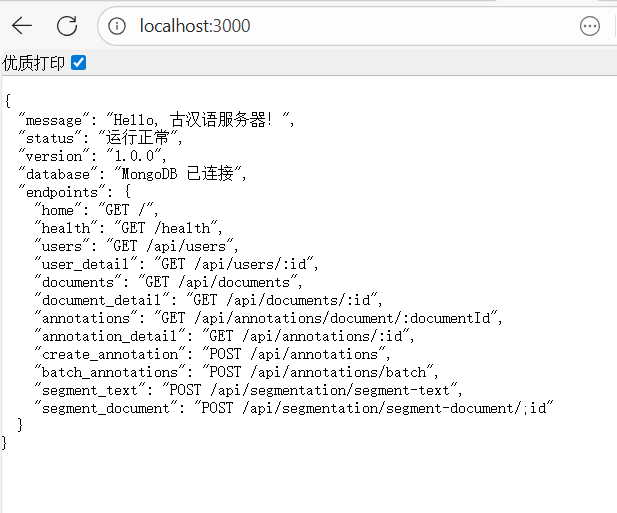 localhost:3000
优质打印
{
"message": "Hello, 古汉语服务器! ",
"status": "运行正常",
"version": "1.0.0",
"database": "MongoDB 已连接",
"endpoints": {
"home": "GET /",
"health": "GET /health",
"users": "GET /api/users",
"user_detail": "GET /api/users/:id",
"documents": "GET /api/documents",
"document_detail": "GET /api/documents/:id",
"annotations": "GET /api/annotations/document/:documentId",
"annotation_detail": "GET /api/annotations/:id",
"create_annotation": "POST /api/annotations",
"batch_annotations": "POST /api/annotations/batch",
"segment_text": "POST /api/segmentation/segment-text",
"segment_document": "POST /api/segmentation/segment-document/;id"
}
}